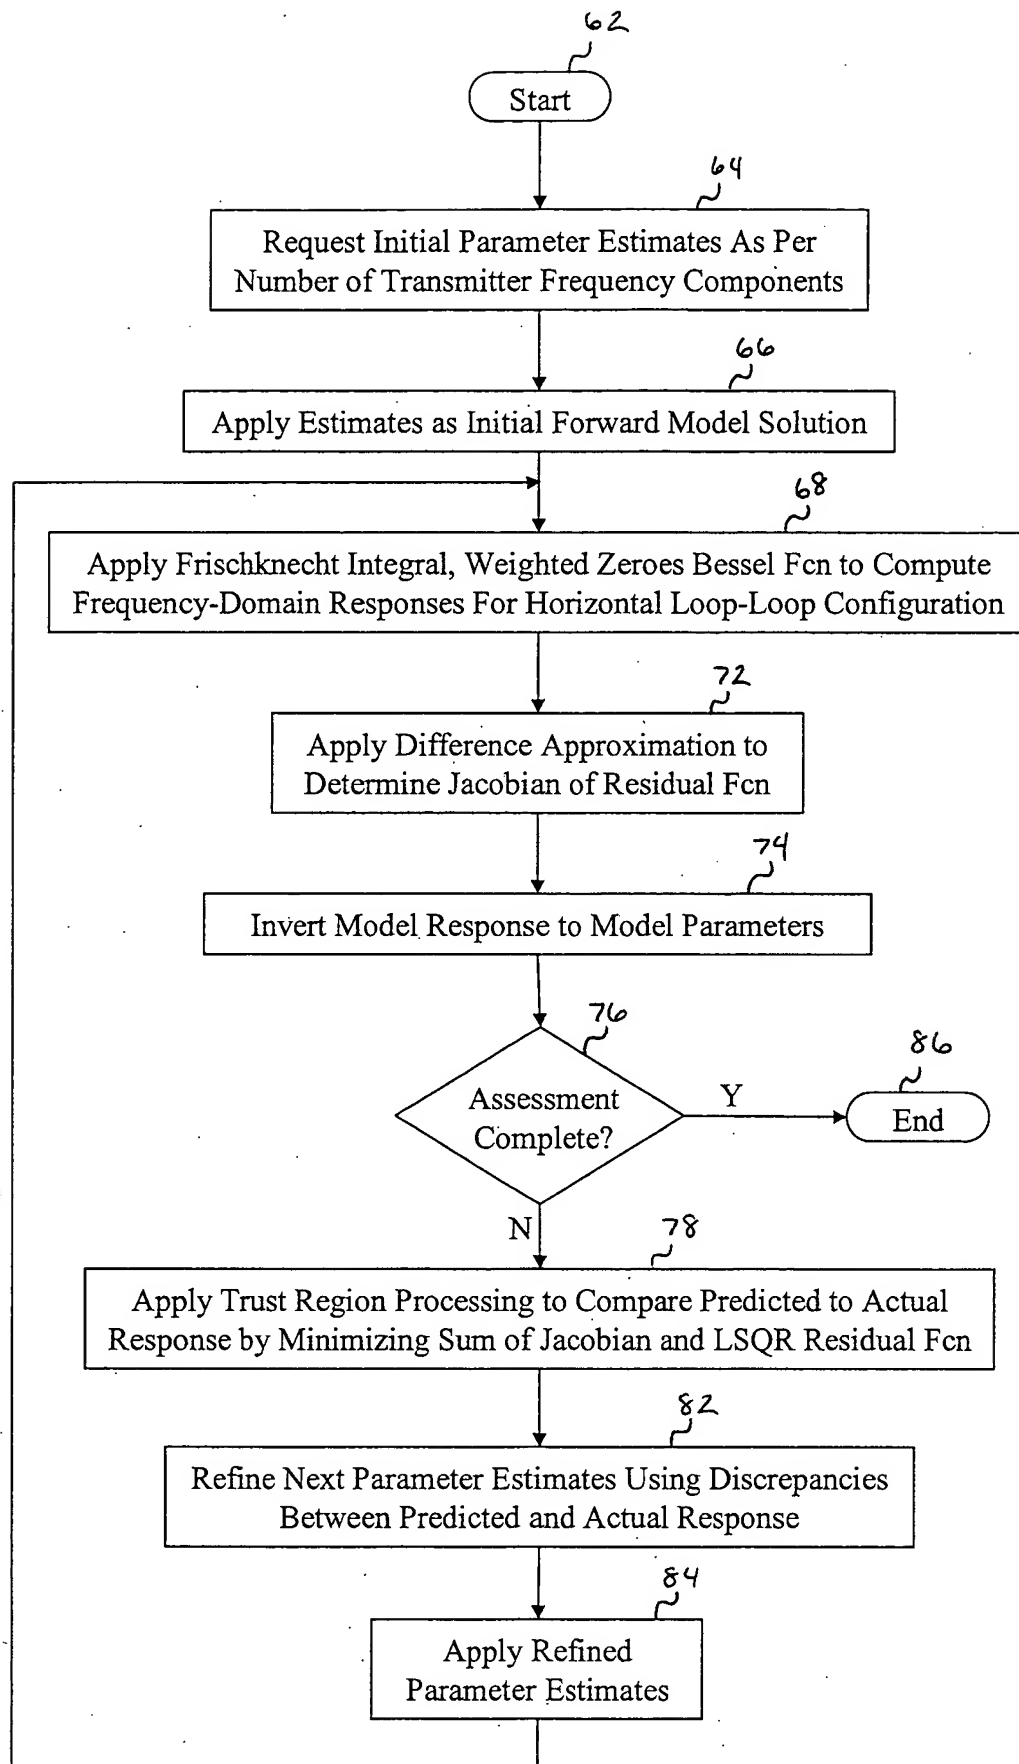 62
Start
64
Request Initial Parameter Estimates As Per
Number of Transmitter Frequency Components
66
Apply Estimates as Initial Forward Model Solution
68
Apply Frischknecht Integral, Weighted Zeroes Bessel Fcn to Compute
Frequency-Domain Responses For Horizontal Loop-Loop Configuration
72
Apply Difference Approximation to
Determine Jacobian of Residual Fcn
74
Invert Model Response to Model Parameters
76
Assessment
Complete?
Y
86
End
N
78
Apply Trust Region Processing to Compare Predicted to Actual
Response by Minimizing Sum of Jacobian and LSQR Residual Fcn
82
Refine Next Parameter Estimates Using Discrepancies
Between Predicted and Actual Response
84
Apply Refined
Parameter Estimates